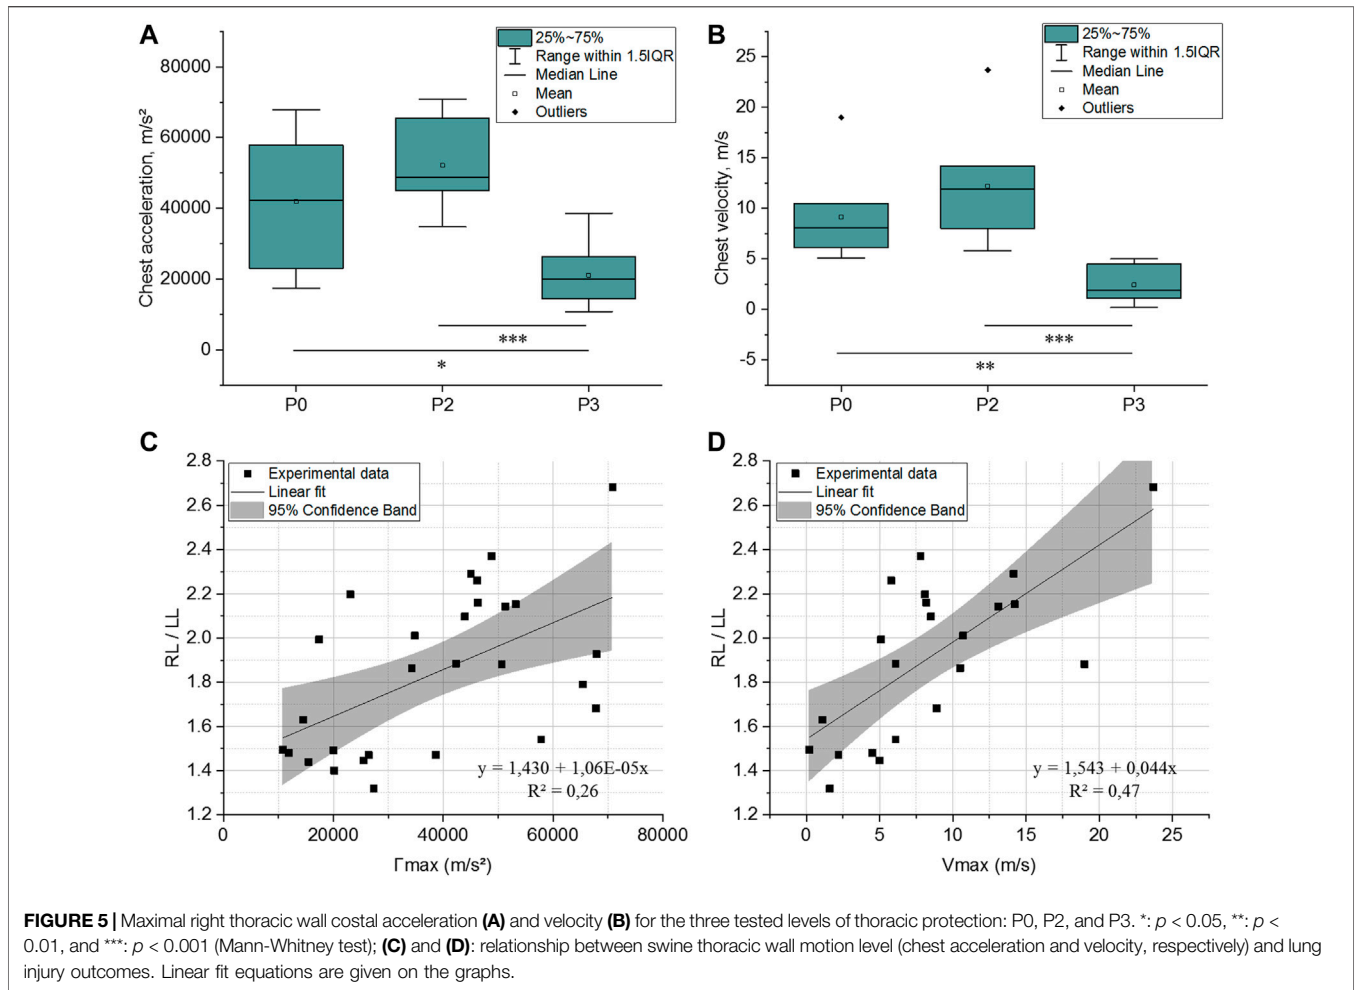 A
25%~75%
Range within 1.5IQR
Median Line
Mean
Outliers
Chest acceleration, m/s²
80000
60000
40000
20000
0
***
*
P0
P2
P3
B
25%~75%
Range within 1.5IQR
Median Line
Mean
Outliers
Chest velocity, m/s
25
20
15
10
5
0
-5
***
**
P0
P2
P3
C
Experimental data
Linear fit
95% Confidence Band
RL / LL
2.8
2.6
2.4
2.2
2.0
1.8
1.6
1.4
1.2
y = 1,430 + 1,06E-05x
R² = 0,26
0
20000
40000
60000
80000
Γmax (m/s²)
D
Experimental data
Linear fit
95% Confidence Band
RL / LL
2.8
2.6
2.4
2.2
2.0
1.8
1.6
1.4
1.2
y = 1,543 + 0,044x
R² = 0,47
0
5
10
15
20
25
Vmax (m/s)
FIGURE 5 | Maximal right thoracic wall costal acceleration (A) and velocity (B) for the three tested levels of thoracic protection: P0, P2, and P3. *: p < 0.05, **: p <
0.01, and ***: p < 0.001 (Mann-Whitney test); (C) and (D): relationship between swine thoracic wall motion level (chest acceleration and velocity, respectively) and lung
injury outcomes. Linear fit equations are given on the graphs.